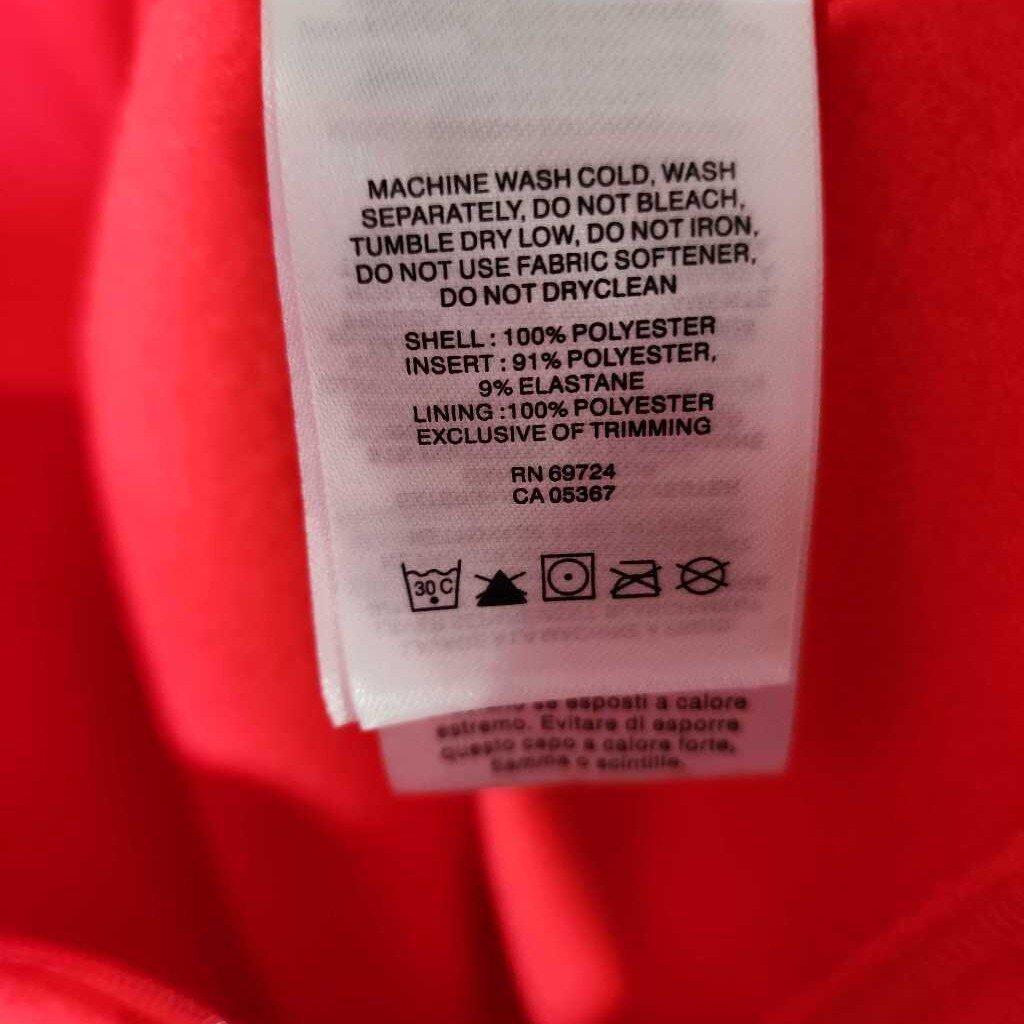 MACHINE WASH COLD, WASH
SEPARATELY, DO NOT BLEACH,
TUMBLE DRY LOW, DO NOT IRON,
DO NOT USE FABRIC SOFTENER,
DO NOT DRYCLEAN
SHELL : 100% POLYESTER
INSERT : 91% POLYESTER,
9% ELASTANE
LINING :100% POLYESTER
EXCLUSIVE OF TRIMMING
RN 69724
CA 05367
30 C
se esposti a calore
estremo. Evitare di esporre
questo capo a calore forte,
fiamme o scintille.